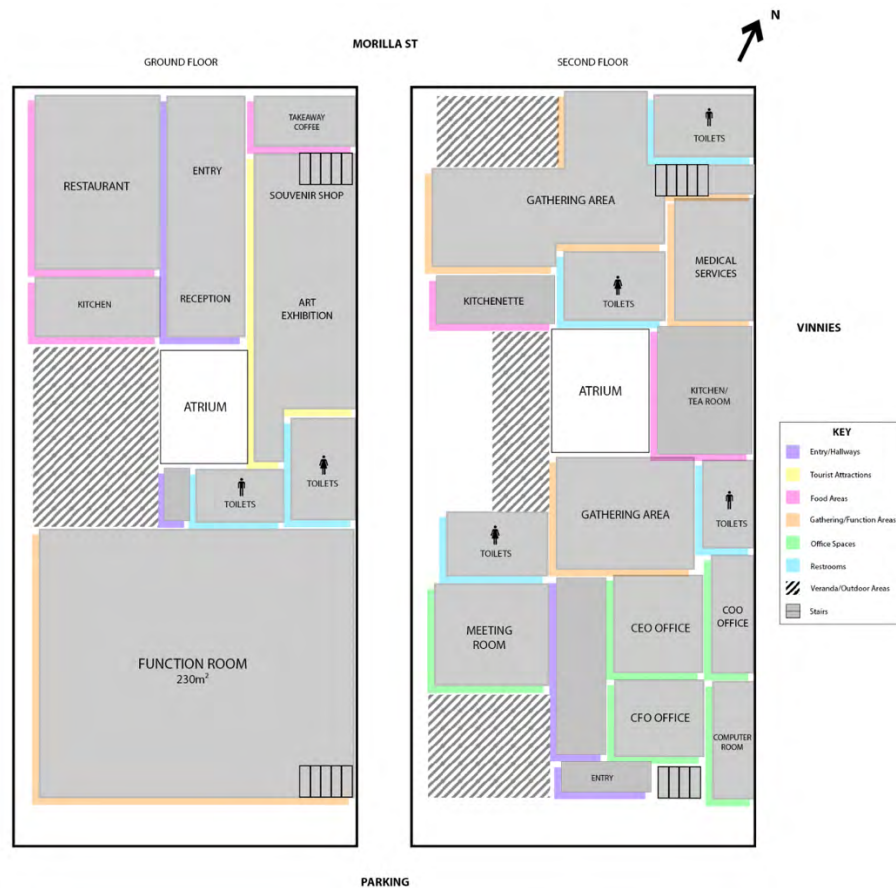 N
MORILLA ST
GROUND FLOOR
SECOND FLOOR
TAKEAWAY
COFFEE
ENTRY
RESTAURANT
SOUVENIR SHOP
KITCHEN
RECEPTION
ART
EXHIBITION
ATRIUM
TOILETS
TOILETS
FUNCTION ROOM
230m²
TOILETS
GATHERING AREA
MEDICAL
SERVICES
KITCHENETTE
TOILETS
ATRIUM
KITCHEN/
TEA ROOM
GATHERING AREA
TOILETS
TOILETS
MEETING
ROOM
CEO OFFICE
COO
OFFICE
CFO OFFICE
COMPUTER
ROOM
ENTRY
VINNIES
KEY
Entry/Hallways
Tourist Attractions
Food Areas
Gathering/Function Areas
Office Spaces
Restrooms
Veranda/Outdoor Areas
Stairs
PARKING